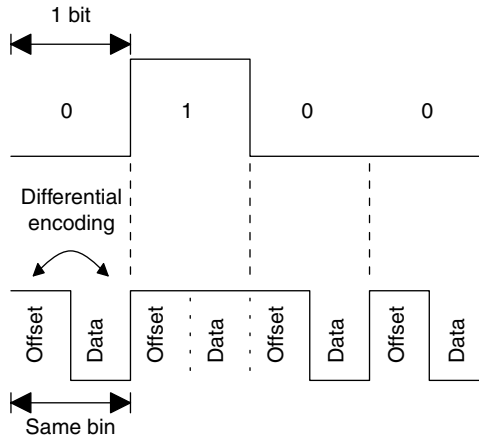 1 bit
0 1 0 0
Differential
encoding
Offset Data Offset Data Offset Data Offset Data
Same bin